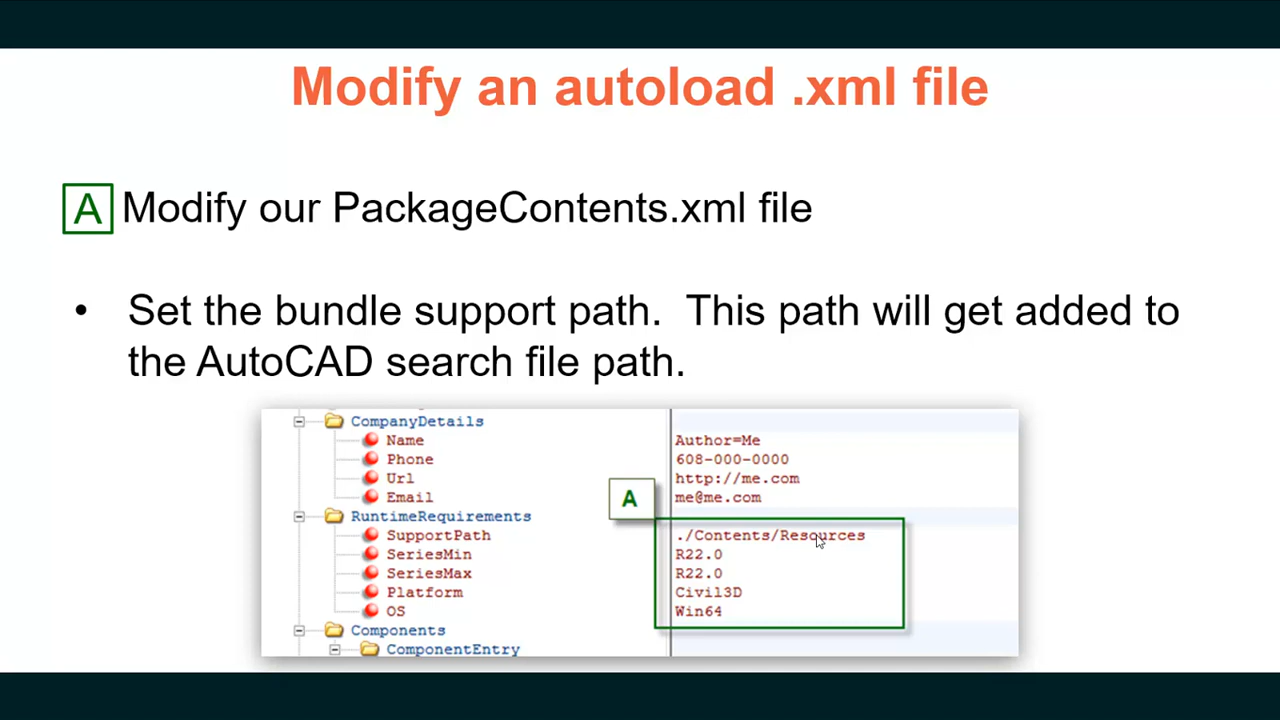 Modify an autoload .xml file
A Modify our PackageContents.xml file
• Set the bundle support path. This path will get added to
the AutoCAD search file path.
CompanyDetails
Name Author=Me
Phone 608-000-0000
Url http://me.com
Email me@me.com
A
RuntimeRequirements
SupportPath ./Contents/Resources
SeriesMin R22.0
SeriesMax R22.0
Platform Civil3D
OS Win64
Components
ComponentEntry